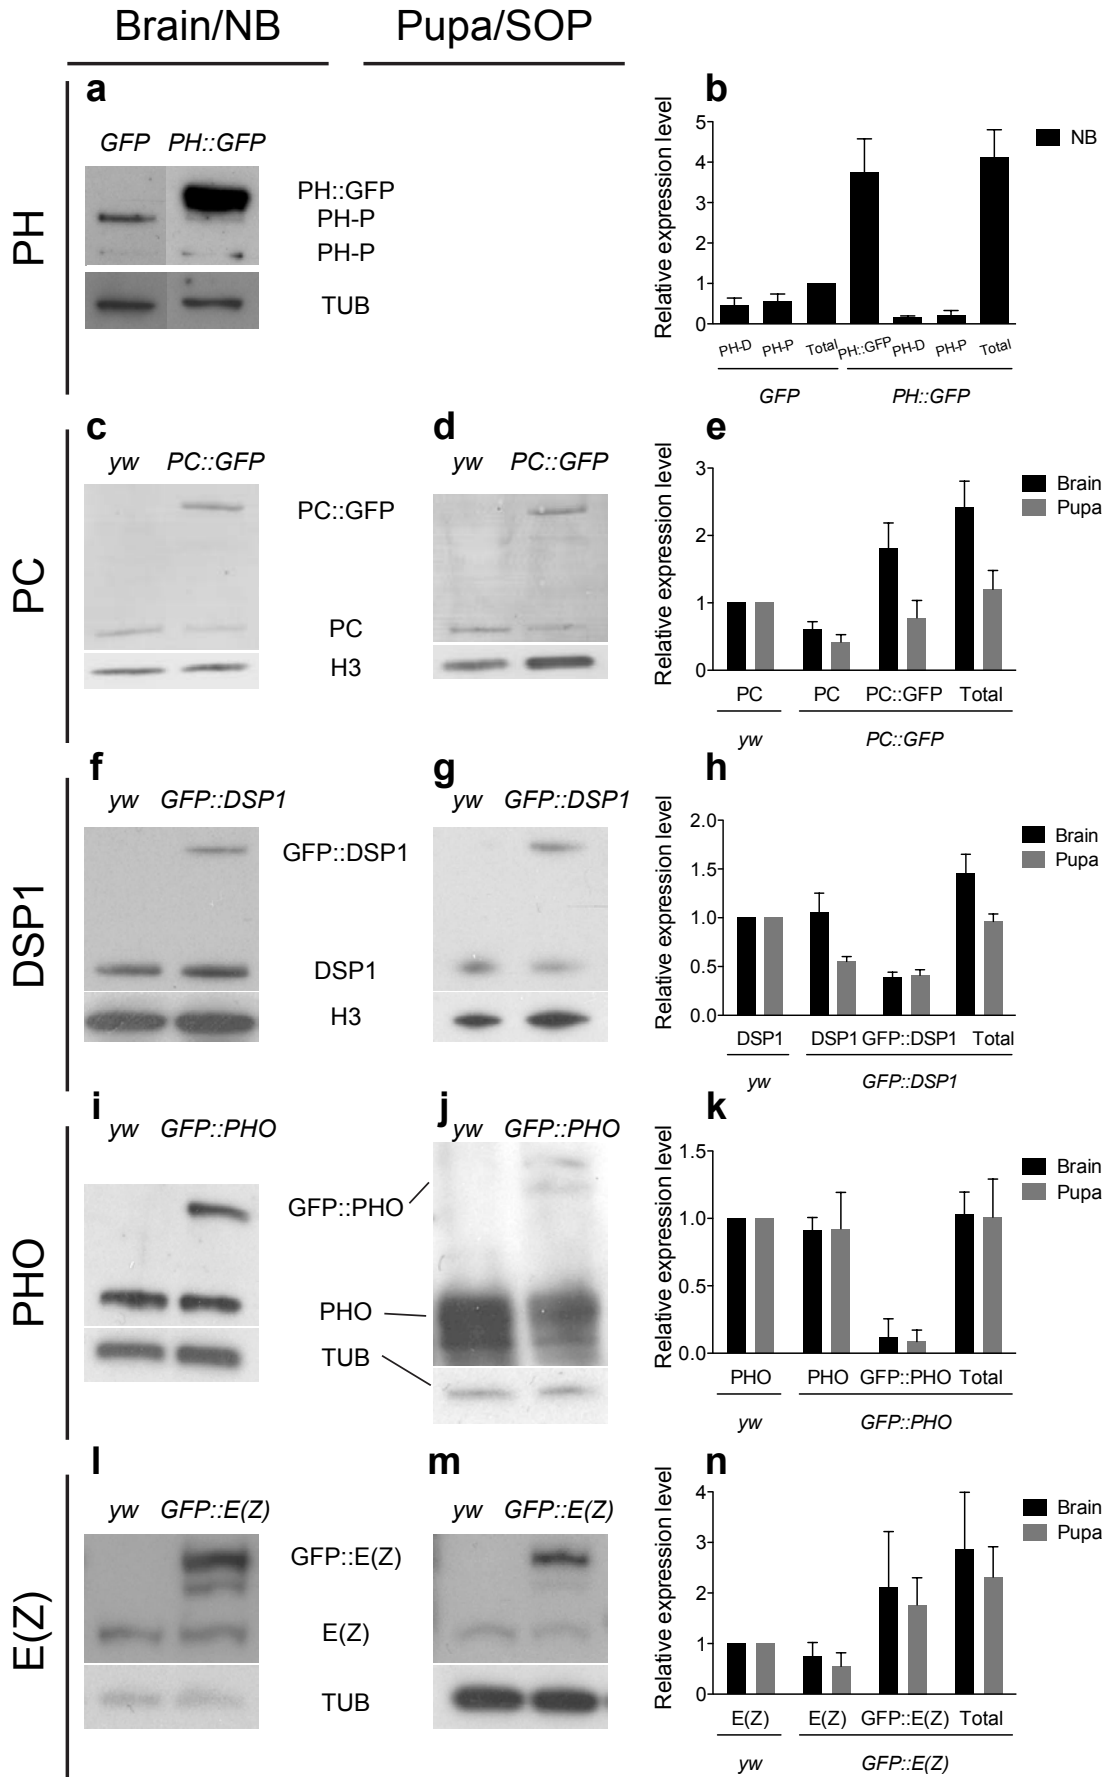 Brain/NB Pupa/SOP
PH
a
GFP PH::GFP
PH::GFP
PH-P
PH-P
TUB
b
Relative expression level
5
4
3
2
1
0
PH-D PH-P Total PH::GFP PH-D PH-P Total
GFP PH::GFP
NB
PC
c
yw PC::GFP
PC::GFP
PC
H3
d
yw PC::GFP
e
Relative expression level
3
2
1
0
PC PC PC::GFP Total
yw PC::GFP
Brain
Pupa
DSP1
f
yw GFP::DSP1
GFP::DSP1
DSP1
H3
g
yw GFP::DSP1
h
Relative expression level
2.0
1.5
1.0
0.5
0.0
DSP1 DSP1 GFP::DSP1 Total
yw GFP::DSP1
Brain
Pupa
PHO
i
yw GFP::PHO
GFP::PHO
PHO
TUB
j
yw GFP::PHO
k
Relative expression level
1.5
1.0
0.5
0.0
PHO PHO GFP::PHO Total
yw GFP::PHO
Brain
Pupa
E(Z)
l
yw GFP::E(Z)
GFP::E(Z)
E(Z)
TUB
m
yw GFP::E(Z)
n
Relative expression level
4
3
2
1
0
E(Z) E(Z) GFP::E(Z) Total
yw GFP::E(Z)
Brain
Pupa